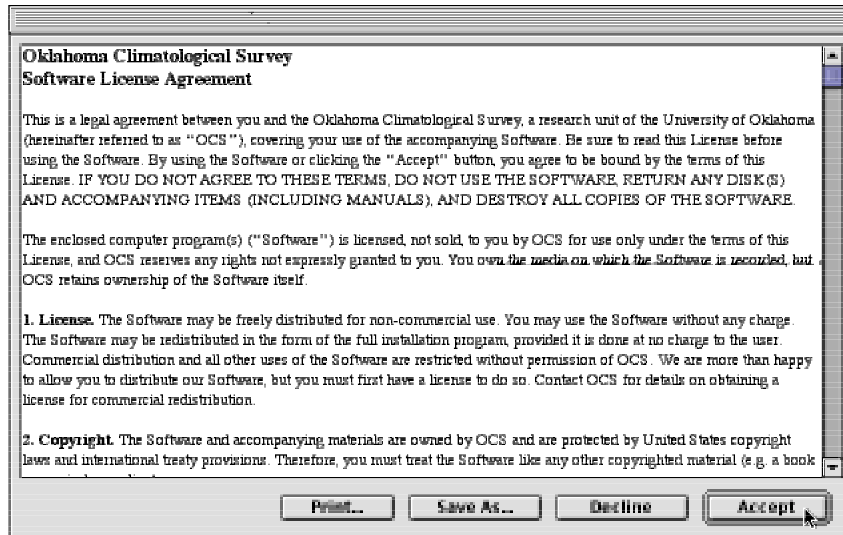 Oklahoma Climatological Survey
Software License Agreement
This is a legal agreement between you and the Oklahoma Climatological Survey, a research unit of the University of Oklahoma
(hereinafter referred to as "OCS"), covering your use of the accompanying Software. Be sure to read this License before
using the Software. By using the Software or clicking the "Accept" button, you agree to be bound by the terms of this
License. IF YOU DO NOT AGREE TO THESE TERMS, DO NOT USE THE SOFTWARE, RETURN ANY DISK(S)
AND ACCOMPANYING ITEMS (INCLUDING MANUALS), AND DESTROY ALL COPIES OF THE SOFTWARE.
The enclosed computer program(s) ("Software") is licensed, not sold, to you by OCS for use only under the terms of this
License, and OCS reserves any rights not expressly granted to you. You own the media on which the Software is recorded, but
OCS retains ownership of the Software itself.
1. License. The Software may be freely distributed for non-commercial use. You may use the Software without any charge.
The Software may be redistributed in the form of the full installation program, provided it is done at no charge to the user.
Commercial distribution and all other uses of the Software are restricted without permission of OCS. We are more than happy
to allow you to distribute our Software, but you must first have a license to do so. Contact OCS for details on obtaining a
license for commercial redistribution.
2. Copyright. The Software and accompanying materials are owned by OCS and are protected by United States copyright
laws and international treaty provisions. Therefore, you must treat the Software like any other copyrighted material (e.g. a book
Print... Save As... Decline Accept